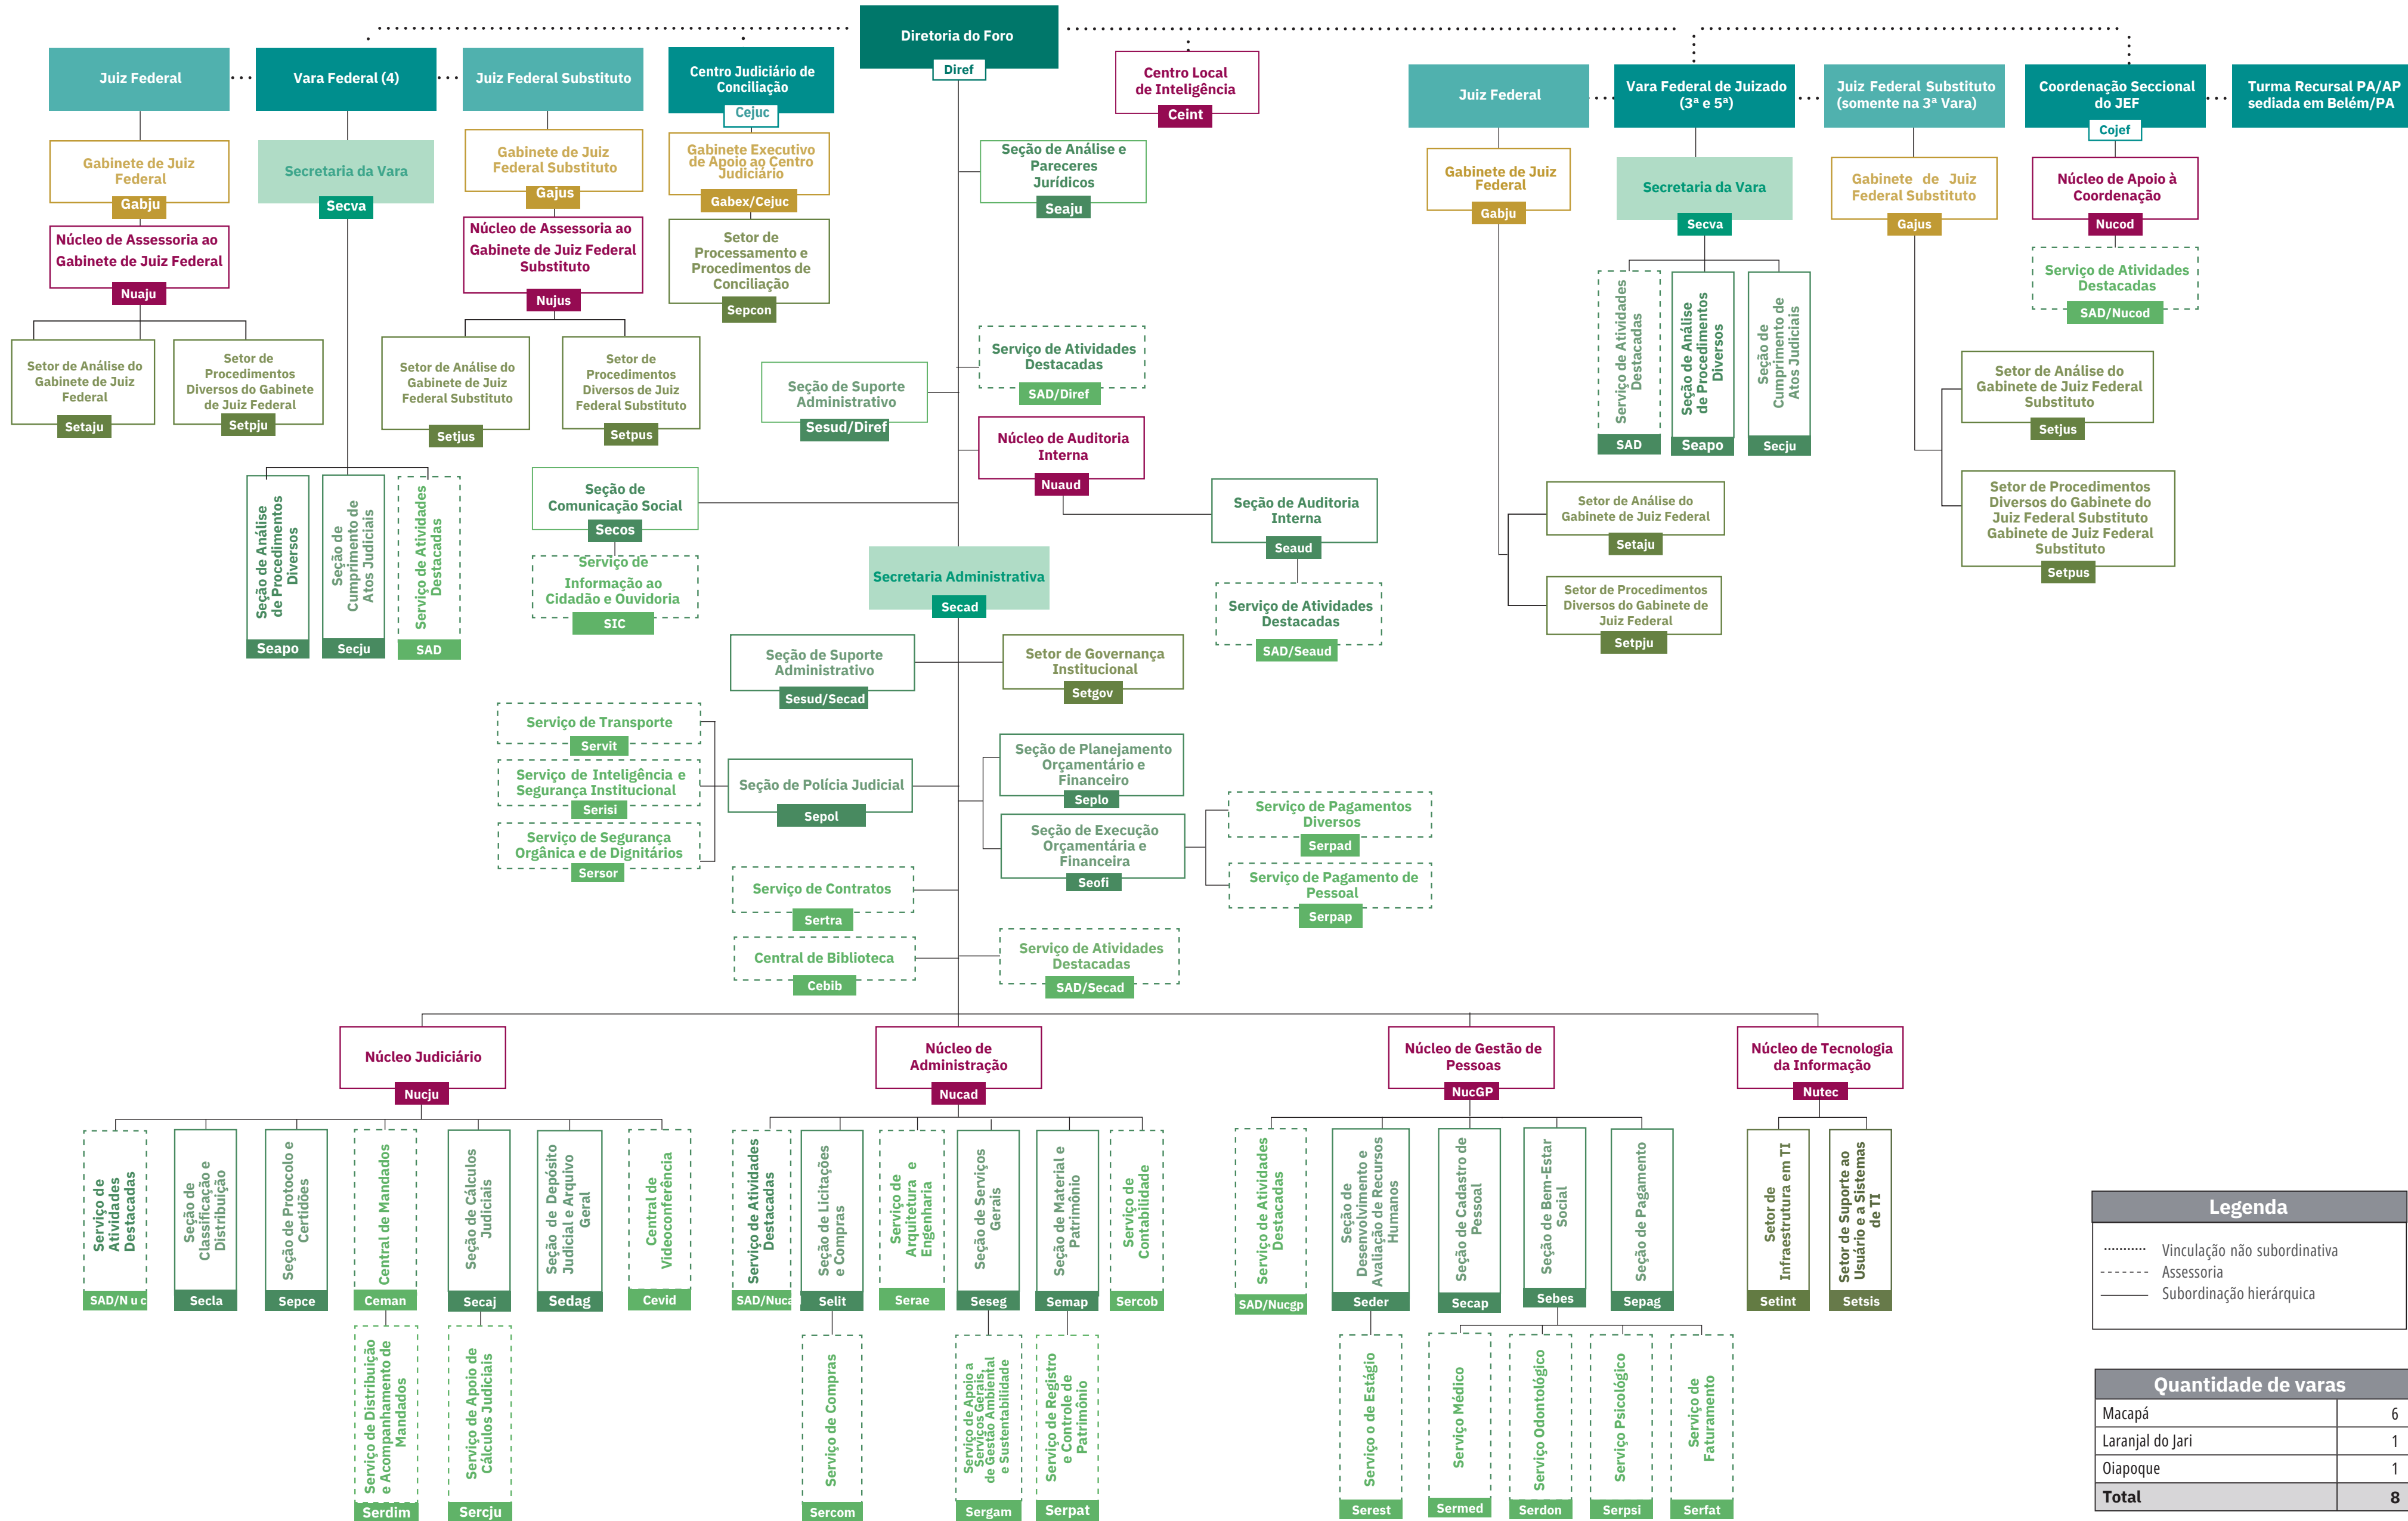 Diretoria do Foro
Diref
Juiz Federal
Vara Federal (4)
Juiz Federal Substituto
Centro Judiciário de
Conciliação
Cejuc
Centro Local
de Inteligência
Ceint
Juiz Federal
Vara Federal de Juizado
(3ª e 5ª)
Juiz Federal Substituto
(somente na 3ª Vara)
Coordenação Seccional
do JEF
Cojef
Turma Recursal PA/AP
sediada em Belém/PA
Gabinete de Juiz
Federal
Gabju
Secretaria da Vara
Secva
Gabinete de Juiz
Federal Substituto
Gajus
Gabinete Executivo
de Apoio ao Centro
Judiciário
Gabex/Cejuc
Seção de Análise e
Pareceres
Jurídicos
Seaju
Gabinete de Juiz
Federal
Gabju
Secretaria da Vara
Secva
Gabinete de Juiz
Federal Substituto
Gajus
Núcleo de Apoio à
Coordenação
Nucod
Núcleo de Assessoria ao
Gabinete de Juiz Federal
Nuaju
Núcleo de Assessoria ao
Gabinete de Juiz Federal
Substituto
Nujus
Setor de
Processamento e
Procedimentos de
Conciliação
Sepcon
Serviço de Atividades
Destacadas
SAD
Seção de Análise
de Procedimentos
Diversos
Seapo
Seção de
Cumprimento de
Atos Judiciais
Secju
Serviço de Atividades
Destacadas
SAD/Nucod
Setor de Análise do
Gabinete de Juiz
Federal
Setaju
Setor de
Procedimentos
Diversos do Gabinete
de Juiz Federal
Setpju
Setor de Análise do
Gabinete de Juiz
Federal Substituto
Setjus
Setor de
Procedimentos
Diversos de Juiz
Federal Substituto
Setpus
Seção de Suporte
Administrativo
Sesud/Diref
Serviço de Atividades
Destacadas
SAD/Diref
Núcleo de Auditoria
Interna
Nuaud
Setor de Análise do
Gabinete de Juiz Federal
Substituto
Setjus
Seção de Análise
de Procedimentos
Diversos
Seapo
Seção de
Cumprimento de
Atos Judiciais
Secju
Serviço de Atividades
Destacadas
SAD
Seção de
Comunicação Social
Secos
Serviço de
Informação ao
Cidadão e Ouvidoria
SIC
Seção de Auditoria
Interna
Seaud
Serviço de Atividades
Destacadas
SAD/Seaud
Setor de Análise do
Gabinete de Juiz Federal
Setaju
Setor de Procedimentos
Diversos do Gabinete de
Juiz Federal
Setpju
Setor de Procedimentos
Diversos do Gabinete do
Juiz Federal Substituto
Gabinete de Juiz Federal
Substituto
Setpus
Secretaria Administrativa
Secad
Seção de Suporte
Administrativo
Sesud/Secad
Setor de Governança
Institucional
Setgov
Serviço de Transporte
Servit
Serviço de Inteligência e
Segurança Institucional
Serisi
Serviço de Segurança
Orgânica e de Dignitários
Sersor
Seção de Polícia Judicial
Sepol
Seção de Planejamento
Orçamentário e
Financeiro
Seplo
Seção de Execução
Orçamentária e
Financeira
Seofi
Serviço de Pagamentos
Diversos
Serpad
Serviço de Pagamento de
Pessoal
Serpap
Serviço de Contratos
Sertra
Central de Biblioteca
Cebib
Serviço de Atividades
Destacadas
SAD/Secad
Núcleo Judiciário
Nucju
Núcleo de
Administração
Nucad
Núcleo de Gestão de
Pessoas
NucGP
Núcleo de Tecnologia
da Informação
Nutec
Serviço de
Atividades
Destacadas
SAD/N u c
Seção de
Classificação e
Distribuição
Secla
Seção de Protocolo e
Certidões
Sepce
Central de Mandados
Ceman
Seção de Cálculos
Judiciais
Secaj
Seção de Depósito
Judicial e Arquivo
Geral
Sedag
Central de
Videoconferência
Cevid
Serviço de Atividades
Destacadas
SAD/Nuca
Seção de Licitações
e Compras
Selit
Serviço de
Arquitetura e
Engenharia
Serae
Seção de Serviços
Gerais
Seseg
Seção de Material e
Patrimônio
Semap
Serviço de
Contabilidade
Sercob
Serviço de Atividades
Destacadas
SAD/Nucgp
Seção de
Desenvolvimento e
Avaliação de Recursos
Humanos
Seder
Seção de Cadastro de
Pessoal
Secap
Seção de Bem-Estar
Social
Sebes
Seção de Pagamento
Sepag
Setor de
Infraestrutura em TI
Setint
Setor de Suporte ao
Usuário e a Sistemas
de TI
Setsis
Serviço de Distribuição
e Acompanhamento de
Mandados
Serdim
Serviço de Apoio de
Cálculos Judiciais
Sercju
Serviço de Compras
Sercom
Serviço de Apoio a
Serviços Gerais,
de Gestão Ambiental
e Sustentabilidade
Sergam
Serviço de Registro
e Controle de
Patrimônio
Serpat
Serviço o de Estágio
Serest
Serviço Médico
Sermed
Serviço Odontológico
Serdon
Serviço Psicológico
Serpsi
Serviço de
Faturamento
Serfat
Legenda
Vinculação não subordinativa
Assessoria
Subordinação hierárquica
Quantidade de varas
Macapá 6
Laranjal do Jari 1
Oiapoque 1
Total 8